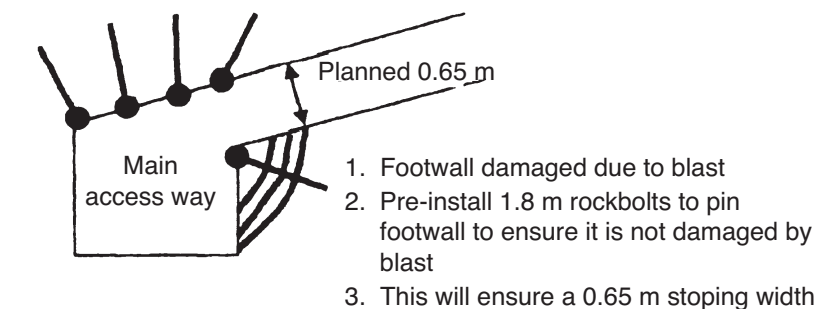 Planned 0.65 m
Main
access way
1. Footwall damaged due to blast
2. Pre-install 1.8 m rockbolts to pin
footwall to ensure it is not damaged by
blast
3. This will ensure a 0.65 m stoping width